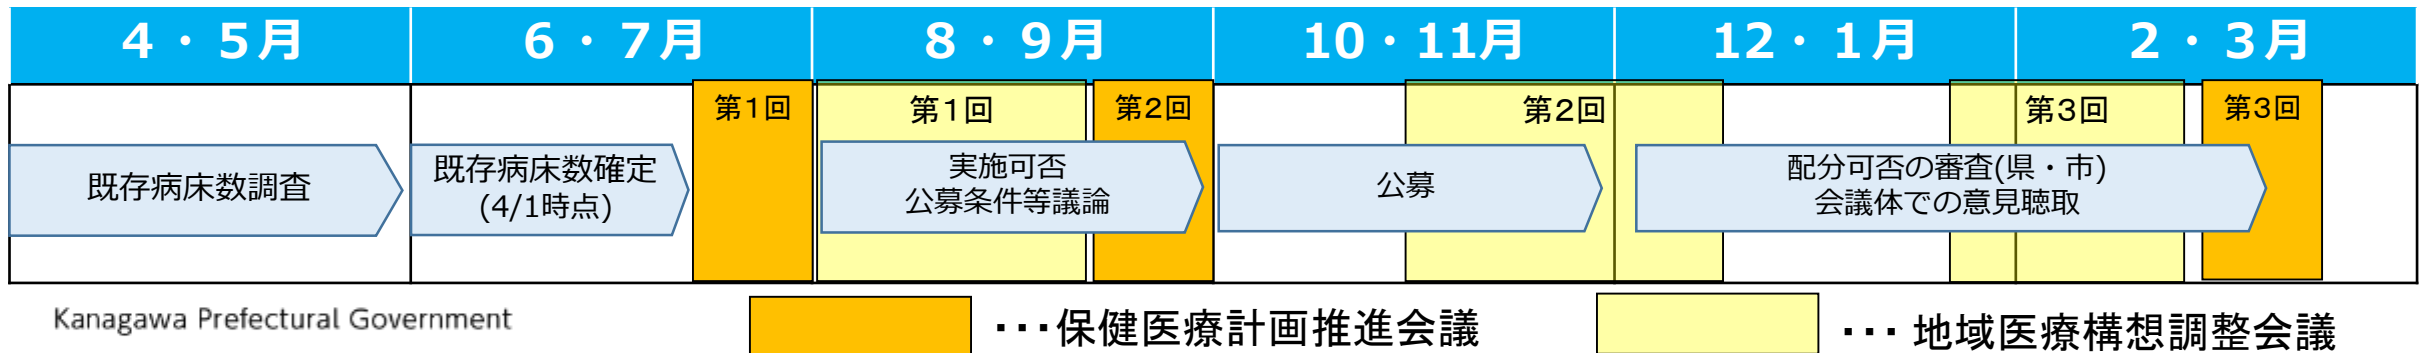 ４・５月
６・７月
８・９月
10・11月
12・１月
２・３月
第１回
第１回
第２回
第２回
第３回
第３回
既存病床数調査
既存病床数確定
(4/1時点)
実施可否
公募条件等議論
公募
配分可否の審査(県・市)
会議体での意見聴取
Kanagawa Prefectural Government
･･･保健医療計画推進会議
･･･ 地域医療構想調整会議